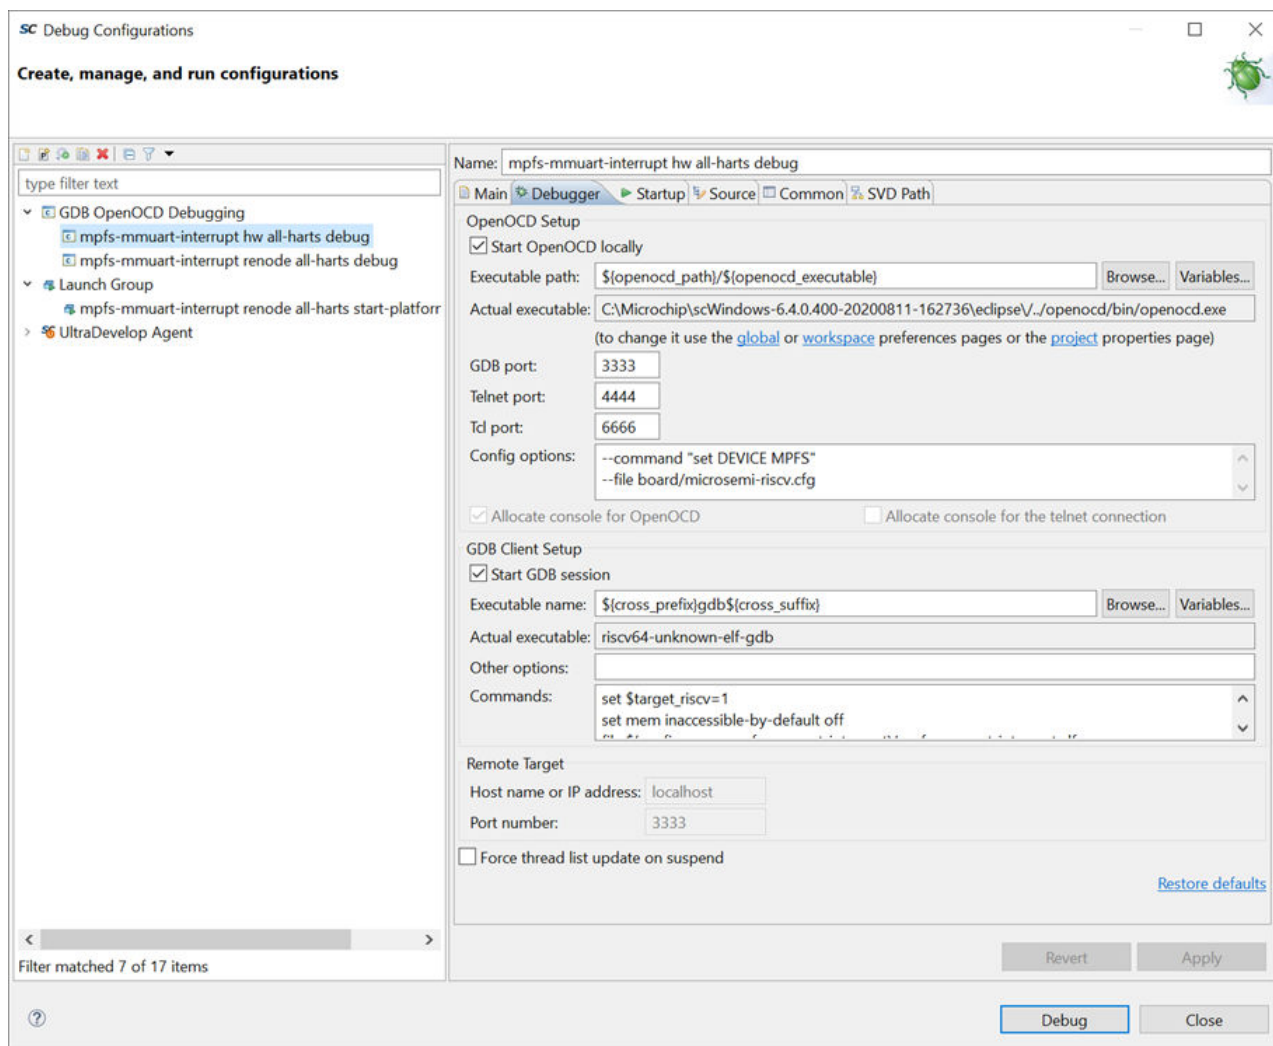 SC Debug Configurations
Create, manage, and run configurations
type filter text
GDB OpenOCD Debugging
mpfs-mmuart-interrupt hw all-harts debug
mpfs-mmuart-interrupt renode all-harts debug
Launch Group
mpfs-mmuart-interrupt renode all-harts start-platforr
UltraDevelop Agent
Filter matched 7 of 17 items
Name: mpfs-mmuart-interrupt hw all-harts debug
Main Debugger Startup Source Common SVD Path
OpenOCD Setup
Start OpenOCD locally
Executable path: ${openocd_path}/${openocd_executable} Browse... Variables...
Actual executable: C:\Microchip\scWindows-6.4.0.400-20200811-162736\eclipse\/../openocd/bin/openocd.exe
(to change it use the global or workspace preferences pages or the project properties page)
GDB port: 3333
Telnet port: 4444
Tcl port: 6666
Config options: --command "set DEVICE MPFS"
--file board/microsemi-riscv.cfg
Allocate console for OpenOCD Allocate console for the telnet connection
GDB Client Setup
Start GDB session
Executable name: ${cross_prefix}gdb${cross_suffix} Browse... Variables...
Actual executable: riscv64-unknown-elf-gdb
Other options:
Commands: set $target_riscv=1
set mem inaccessible-by-default off
Remote Target
Host name or IP address: localhost
Port number: 3333
Force thread list update on suspend
Restore defaults
Revert Apply
Debug Close